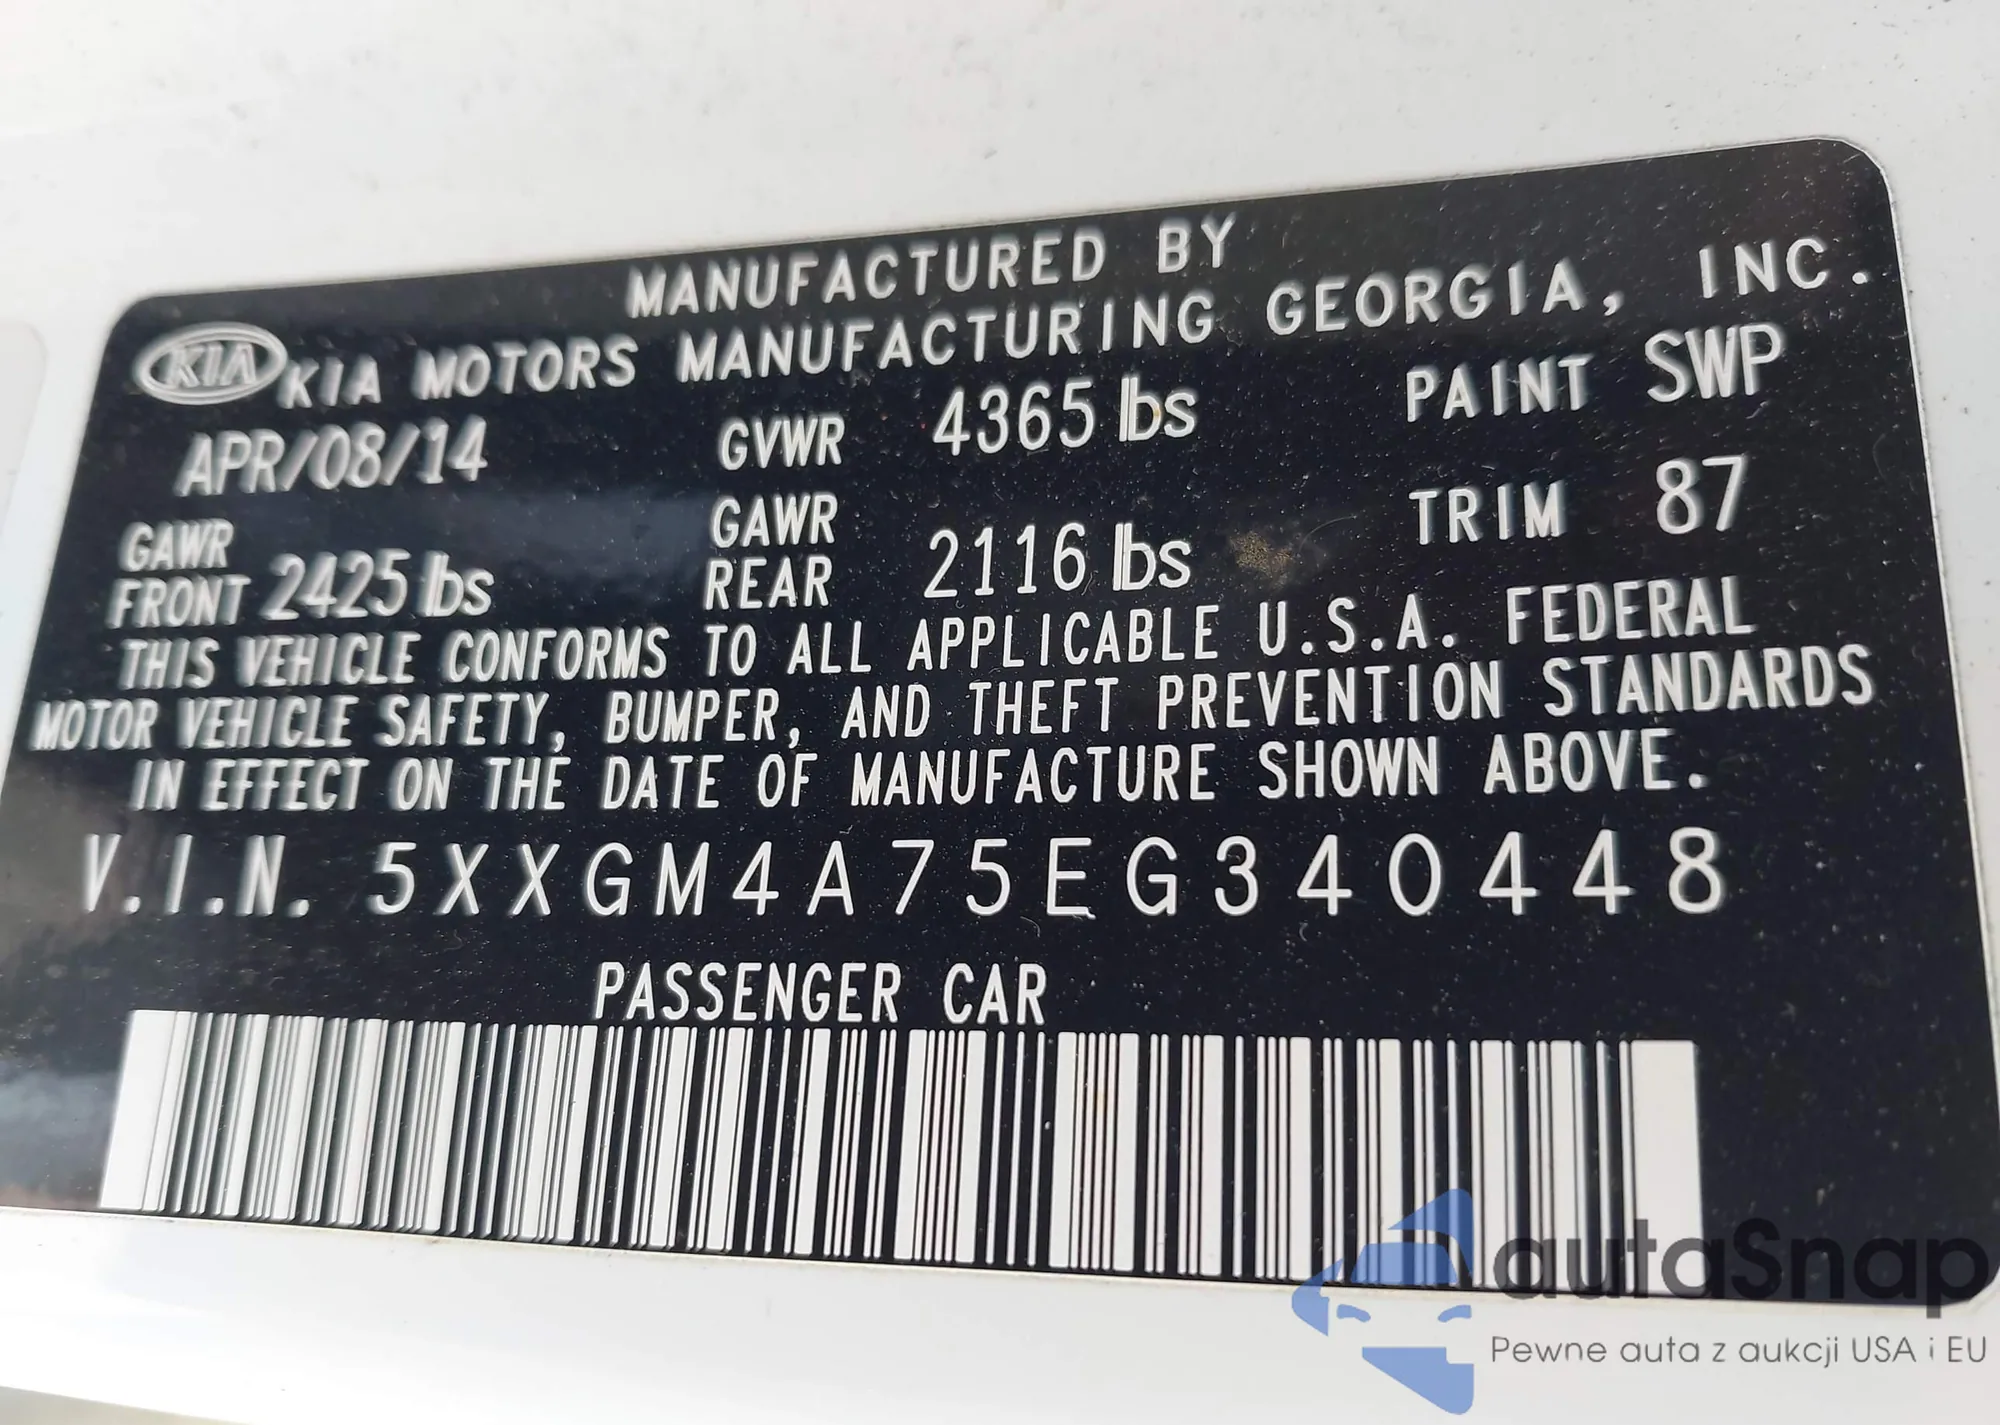 MANUFACTURED BY
KIA KIA MOTORS MANUFACTURING GEORGIA, INC.
APR/08/14 GVWR 4365 lbs PAINT SWP
GAWR FRONT 2425 lbs GAWR REAR 2116 lbs TRIM 87
THIS VEHICLE CONFORMS TO ALL APPLICABLE U.S.A. FEDERAL
MOTOR VEHICLE SAFETY, BUMPER, AND THEFT PREVENTION STANDARDS
IN EFFECT ON THE DATE OF MANUFACTURE SHOWN ABOVE.
V.I.N. 5XXGM4A75EG340448
PASSENGER CAR
autaSnap
Pewne auta z aukcji USA i EU